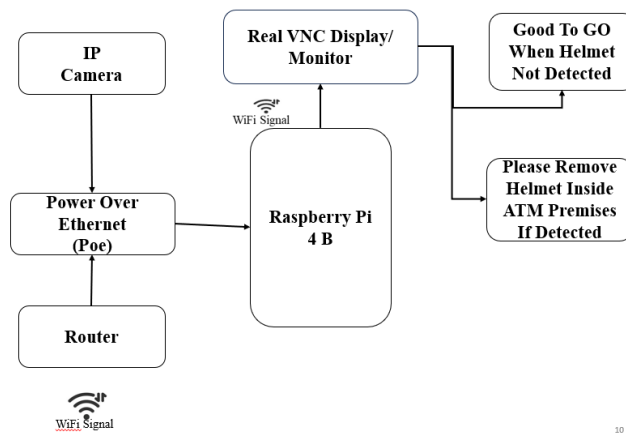 IP
Camera
Real VNC Display/
Monitor
Good To GO
When Helmet
Not Detected
WiFi Signal
Power Over
Ethernet
(Poe)
Raspberry Pi
4 B
Please Remove
Helmet Inside
ATM Premises
If Detected
Router
WiFi Signal
10